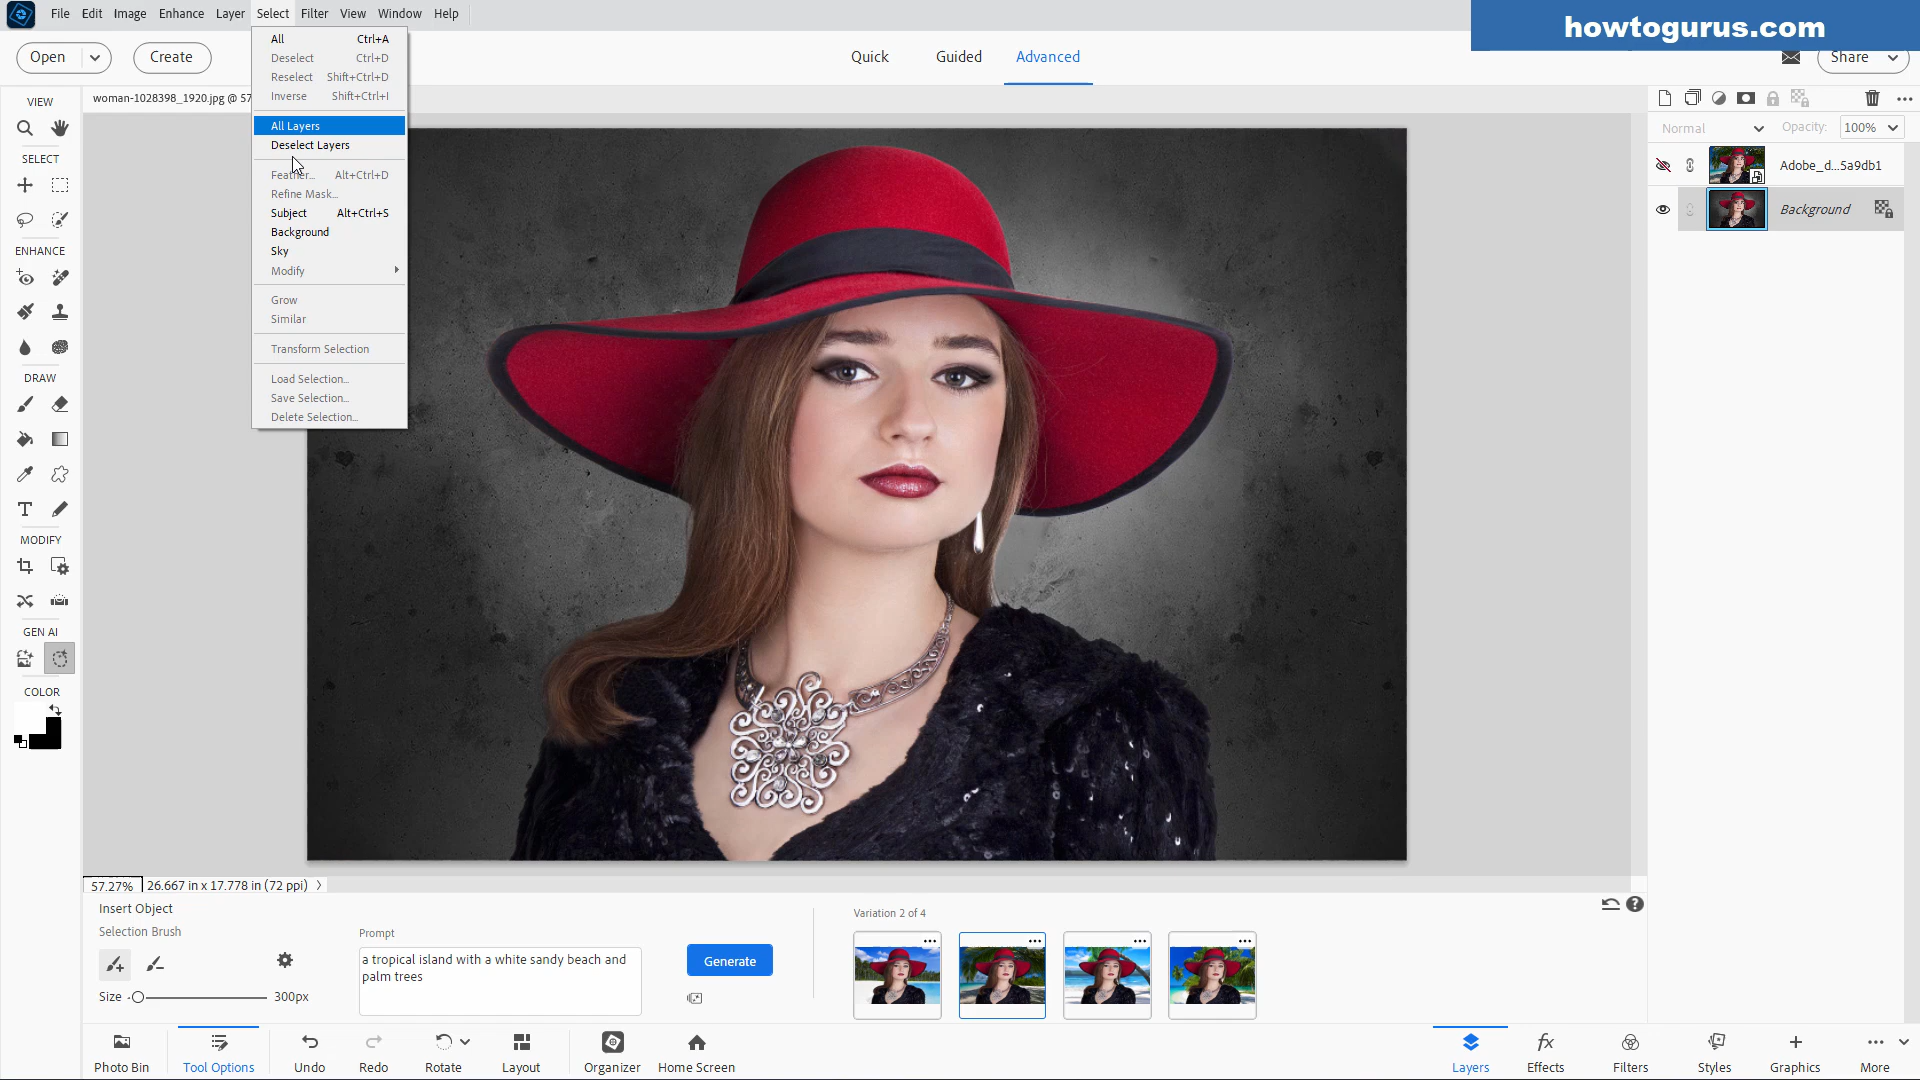 File Edit Image Enhance Layer Select Filter View Window Help
howtogurus.com
Open Create Quick Guided Advanced Share
All Ctrl+A
Deselect Ctrl+D
Reselect Shift+Ctrl+D
Inverse Shift+Ctrl+I
All Layers
Deselect Layers
Feather... Alt+Ctrl+D
Refine Mask...
Subject Alt+Ctrl+S
Background
Sky
Modify
Grow
Similar
Transform Selection
Load Selection...
Save Selection...
Delete Selection...
woman-1028398_1920.jpg @ 57
VIEW
SELECT
ENHANCE
DRAW
MODIFY
GEN AI
COLOR
Normal Opacity: 100%
Adobe_d...5a9db1
Background
57.27% 26.667 in x 17.778 in (72 ppi)
Insert Object
Selection Brush
Size 300px
Prompt
a tropical island with a white sandy beach and
palm trees
Generate
Variation 2 of 4
Photo Bin Tool Options Undo Redo Rotate Layout Organizer Home Screen
Layers Effects Filters Styles Graphics More